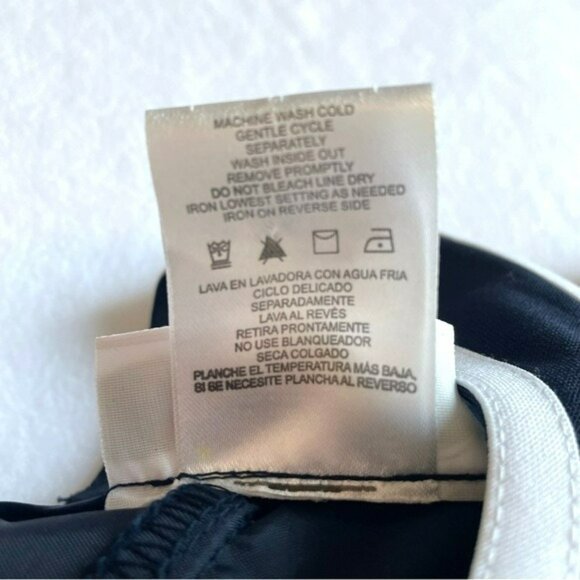 MACHINE WASH COLD
GENTLE CYCLE
SEPARATELY
WASH INSIDE OUT
REMOVE PROMPTLY
DO NOT BLEACH LINE DRY
IRON LOWEST SETTING AS NEEDED
IRON ON REVERSE SIDE
LAVA EN LAVADORA CON AGUA FRIA
CICLO DELICADO
SEPARADAMENTE
LAVA AL REVÉS
RETIRA PRONTAMENTE
NO USE BLANQUEADOR
SECA COLGADO
PLANCHE EL TEMPERATURA MÁS BAJA,
SI SE NECESITE PLANCHA AL REVERSO